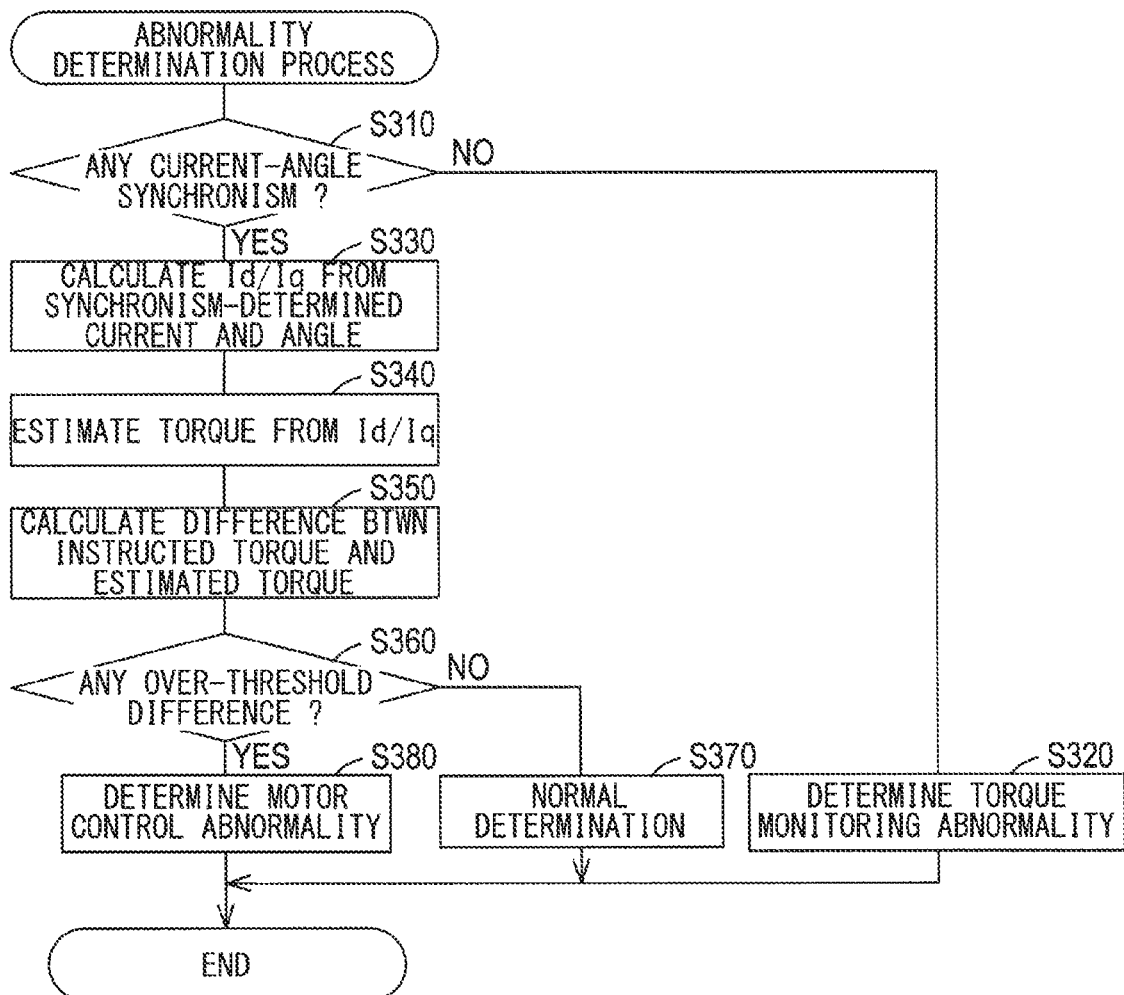 ABNORMALITY
DETERMINATION PROCESS
S310
ANY CURRENT-ANGLE
SYNCHRONISM ?
NO
YES
S330
CALCULATE Id/Iq FROM
SYNCHRONISM-DETERMINED
CURRENT AND ANGLE
S340
ESTIMATE TORQUE FROM Id/Iq
S350
CALCULATE DIFFERENCE BTWN
INSTRUCTED TORQUE AND
ESTIMATED TORQUE
S360
ANY OVER-THRESHOLD
DIFFERENCE ?
NO
YES
S380
DETERMINE MOTOR
CONTROL ABNORMALITY
S370
NORMAL
DETERMINATION
S320
DETERMINE TORQUE
MONITORING ABNORMALITY
END